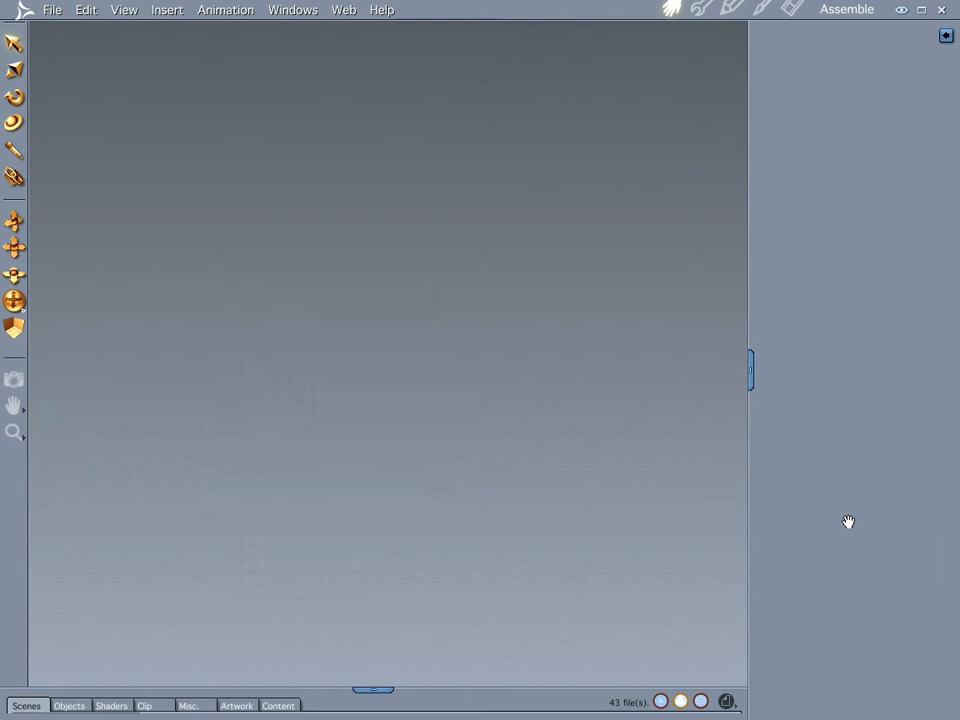 File Edit View Insert Animation Windows Web Help Assemble
Scenes Objects Shaders Clip Misc. Artwork Content 43 file(s).